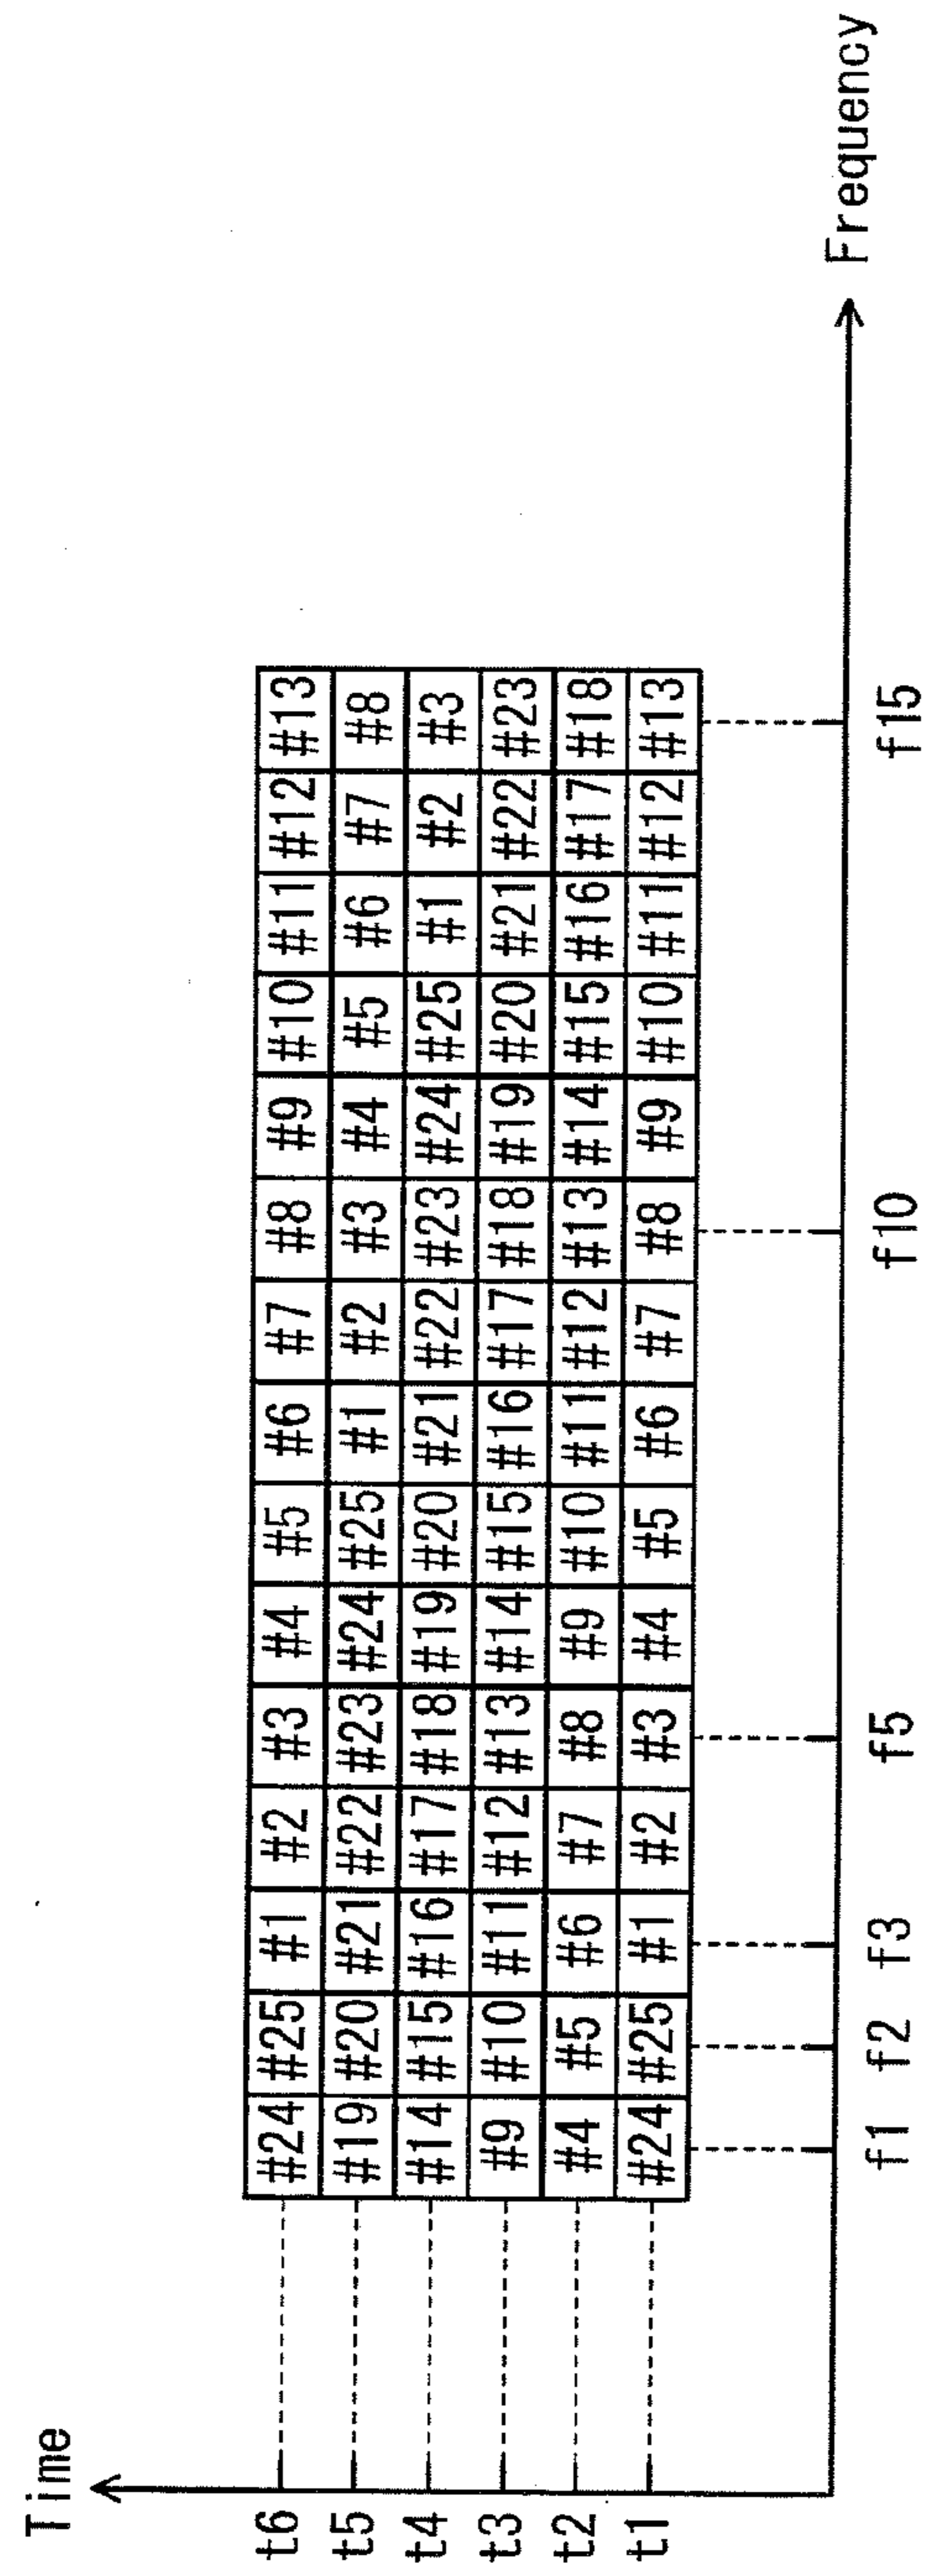 Time
t6 #24 #25 #1 #2 #3 #4 #5 #6 #7 #8 #9 #10 #11 #12 #13
t5 #19 #20 #21 #22 #23 #24 #25 #1 #2 #3 #4 #5 #6 #7 #8
t4 #14 #15 #16 #17 #18 #19 #20 #21 #22 #23 #24 #25 #1 #2 #3
t3 #9 #10 #11 #12 #13 #14 #15 #16 #17 #18 #19 #20 #21 #22 #23
t2 #4 #5 #6 #7 #8 #9 #10 #11 #12 #13 #14 #15 #16 #17 #18
t1 #24 #25 #1 #2 #3 #4 #5 #6 #7 #8 #9 #10 #11 #12 #13
f1 f2 f3 f5 f10 f15
Frequency